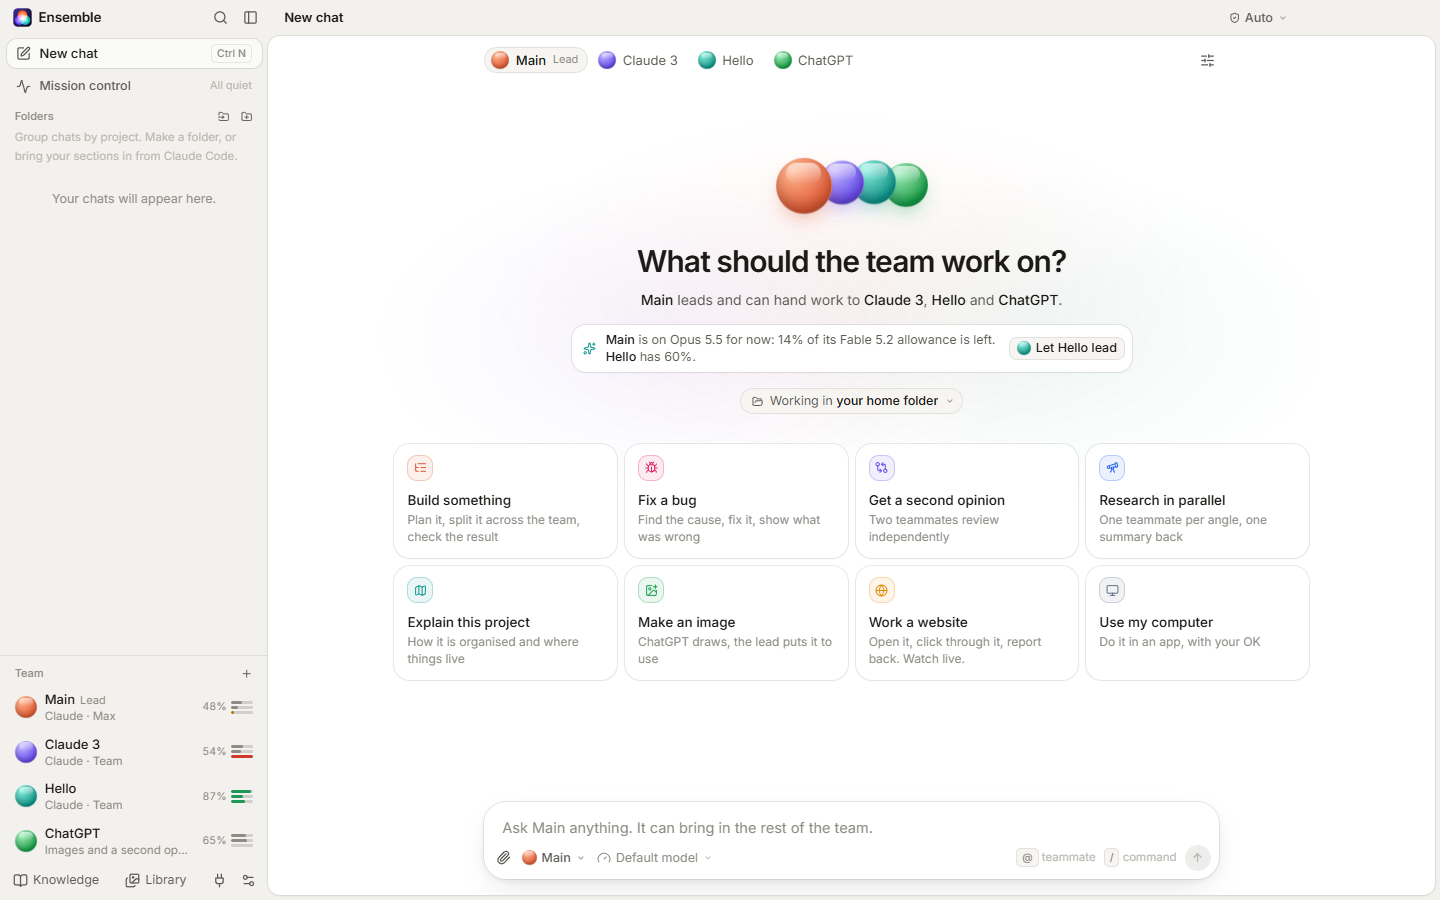 Ensemble
New chat
Ctrl N
Mission control
All quiet
Folders
Group chats by project. Make a folder, or
bring your sections in from Claude Code.
Your chats will appear here.
Team
Main Lead
Claude · Max
48%
Claude 3
Claude · Team
54%
Hello
Claude · Team
87%
ChatGPT
Images and a second op...
65%
Knowledge
Library
New chat
Auto
Main Lead
Claude 3
Hello
ChatGPT
What should the team work on?
Main leads and can hand work to Claude 3, Hello and ChatGPT.
Main is on Opus 5.5 for now: 14% of its Fable 5.2 allowance is left.
Hello has 60%.
Let Hello lead
Working in your home folder
Build something
Plan it, split it across the team,
check the result
Fix a bug
Find the cause, fix it, show what
was wrong
Get a second opinion
Two teammates review
independently
Research in parallel
One teammate per angle, one
summary back
Explain this project
How it is organised and where
things live
Make an image
ChatGPT draws, the lead puts it to
use
Work a website
Open it, click through it, report
back. Watch live.
Use my computer
Do it in an app, with your OK
Ask Main anything. It can bring in the rest of the team.
Main
Default model
@ teammate
/ command